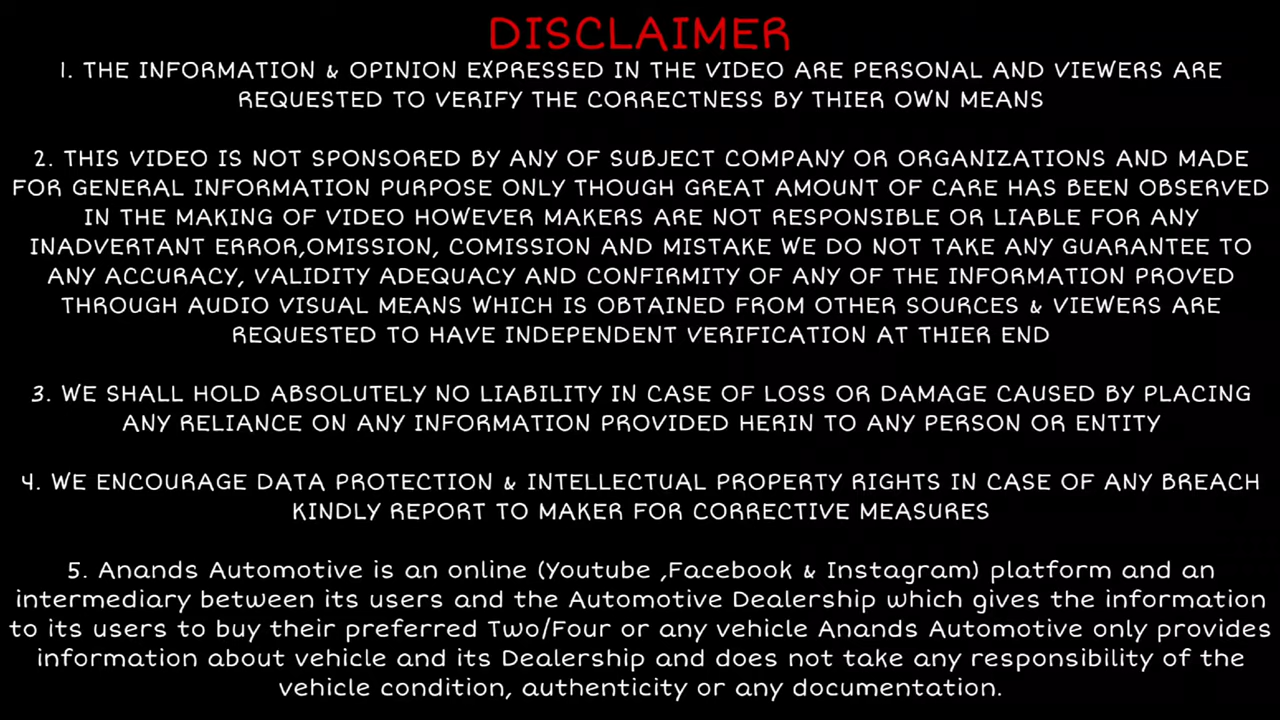 DISCLAIMER
1. THE INFORMATION & OPINION EXPRESSED IN THE VIDEO ARE PERSONAL AND VIEWERS ARE
REQUESTED TO VERIFY THE CORRECTNESS BY THIER OWN MEANS
2. THIS VIDEO IS NOT SPONSORED BY ANY OF SUBJECT COMPANY OR ORGANIZATIONS AND MADE
FOR GENERAL INFORMATION PURPOSE ONLY THOUGH GREAT AMOUNT OF CARE HAS BEEN OBSERVED
IN THE MAKING OF VIDEO HOWEVER MAKERS ARE NOT RESPONSIBLE OR LIABLE FOR ANY
INADVERTANT ERROR,OMISSION, COMISSION AND MISTAKE WE DO NOT TAKE ANY GUARANTEE TO
ANY ACCURACY, VALIDITY ADEQUACY AND CONFIRMITY OF ANY OF THE INFORMATION PROVED
THROUGH AUDIO VISUAL MEANS WHICH IS OBTAINED FROM OTHER SOURCES & VIEWERS ARE
REQUESTED TO HAVE INDEPENDENT VERIFICATION AT THIER END
3. WE SHALL HOLD ABSOLUTELY NO LIABILITY IN CASE OF LOSS OR DAMAGE CAUSED BY PLACING
ANY RELIANCE ON ANY INFORMATION PROVIDED HERIN TO ANY PERSON OR ENTITY
4. WE ENCOURAGE DATA PROTECTION & INTELLECTUAL PROPERTY RIGHTS IN CASE OF ANY BREACH
KINDLY REPORT TO MAKER FOR CORRECTIVE MEASURES
5. Anands Automotive is an online (Youtube ,Facebook & Instagram) platform and an
intermediary between its users and the Automotive Dealership which gives the information
to its users to buy their preferred Two/Four or any vehicle Anands Automotive only provides
information about vehicle and its Dealership and does not take any responsibility of the
vehicle condition, authenticity or any documentation.